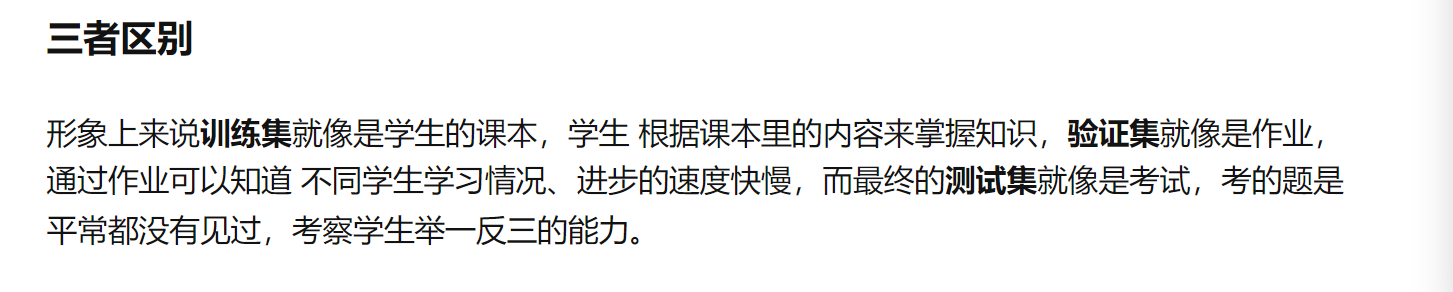 三者区别
形象上来说训练集就像是学生的课本，学生 根据课本里的内容来掌握知识，验证集就像是作业，
通过作业可以知道 不同学生学习情况、进步的速度快慢，而最终的测试集就像是考试，考的题是
平常都没有见过，考察学生举一反三的能力。